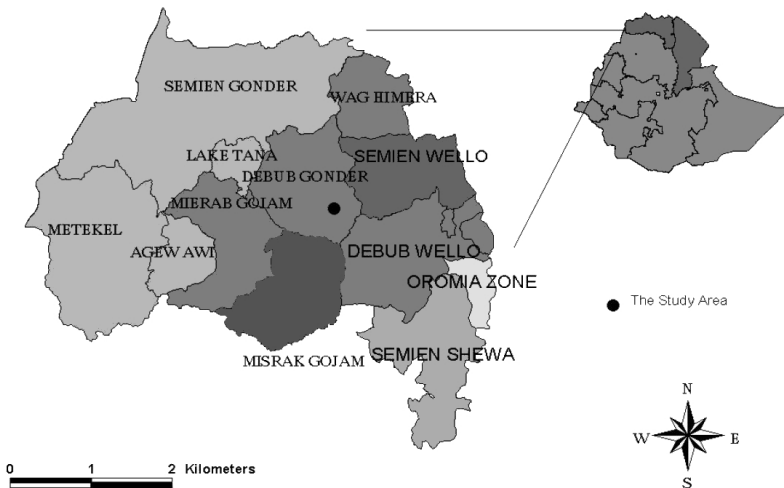 SEMIEN GONDER
WAG HIMERA
LAKE TANA
SEMIEN WELLO
DEBUB GONDER
MIERAB GOJAM
METEKEL
AGEW AWI
DEBUB WELLO
OROMIA ZONE
The Study Area
MISRAK GOJAM
SEMIEN SHEWA
N
W
E
S
0 1 2 Kilometers